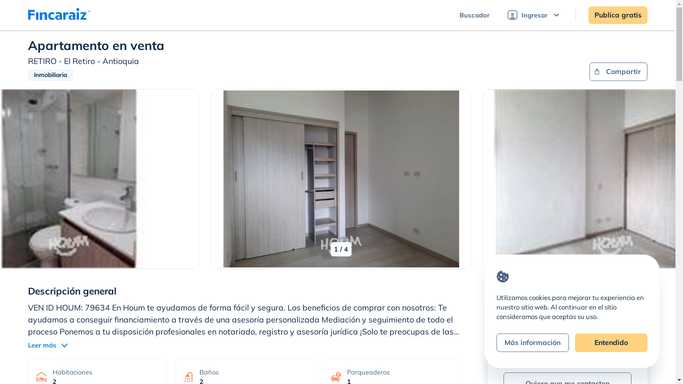 Fincaraiz
Buscador
Ingresar
Publica gratis
Apartamento en venta
RETIRO - El Retiro - Antioquia
Inmobiliaria
Compartir
HOUM
HOUM
HOUM
1 / 4
Descripción general
VEN ID HOUM: 79634 En Houm te ayudamos de forma fácil y segura. Los beneficios de comprar con nosotros: Te
ayudamos a conseguir financiamiento a través de una asesoría personalizada Mediación y seguimiento de todo el
proceso Ponemos a tu disposición profesionales en notariado, registro y asesoría jurídica ¡Solo te preocupas de las...
Leer más
Habitaciones
2
Baños
2
Parqueaderos
1
Utilizamos cookies para mejorar tu experiencia en
nuestro sitio web. Al continuar en el sitio
consideramos que aceptas su uso.
Más información
Entendido
Quiero que me contacten